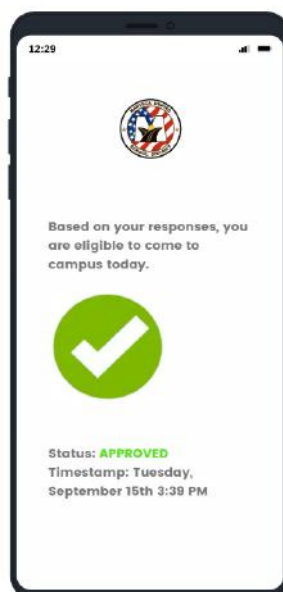 12:29
Based on your responses, you
are eligible to come to
campus today.
Status: APPROVED
Timestamp: Tuesday,
September 15th 3:39 PM